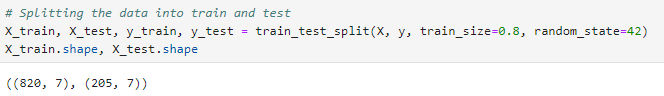 # Splitting the data into train and test
X_train, X_test, y_train, y_test = train_test_split(X, y, train_size=0.8, random_state=42)
X_train.shape, X_test.shape
((820, 7), (205, 7))